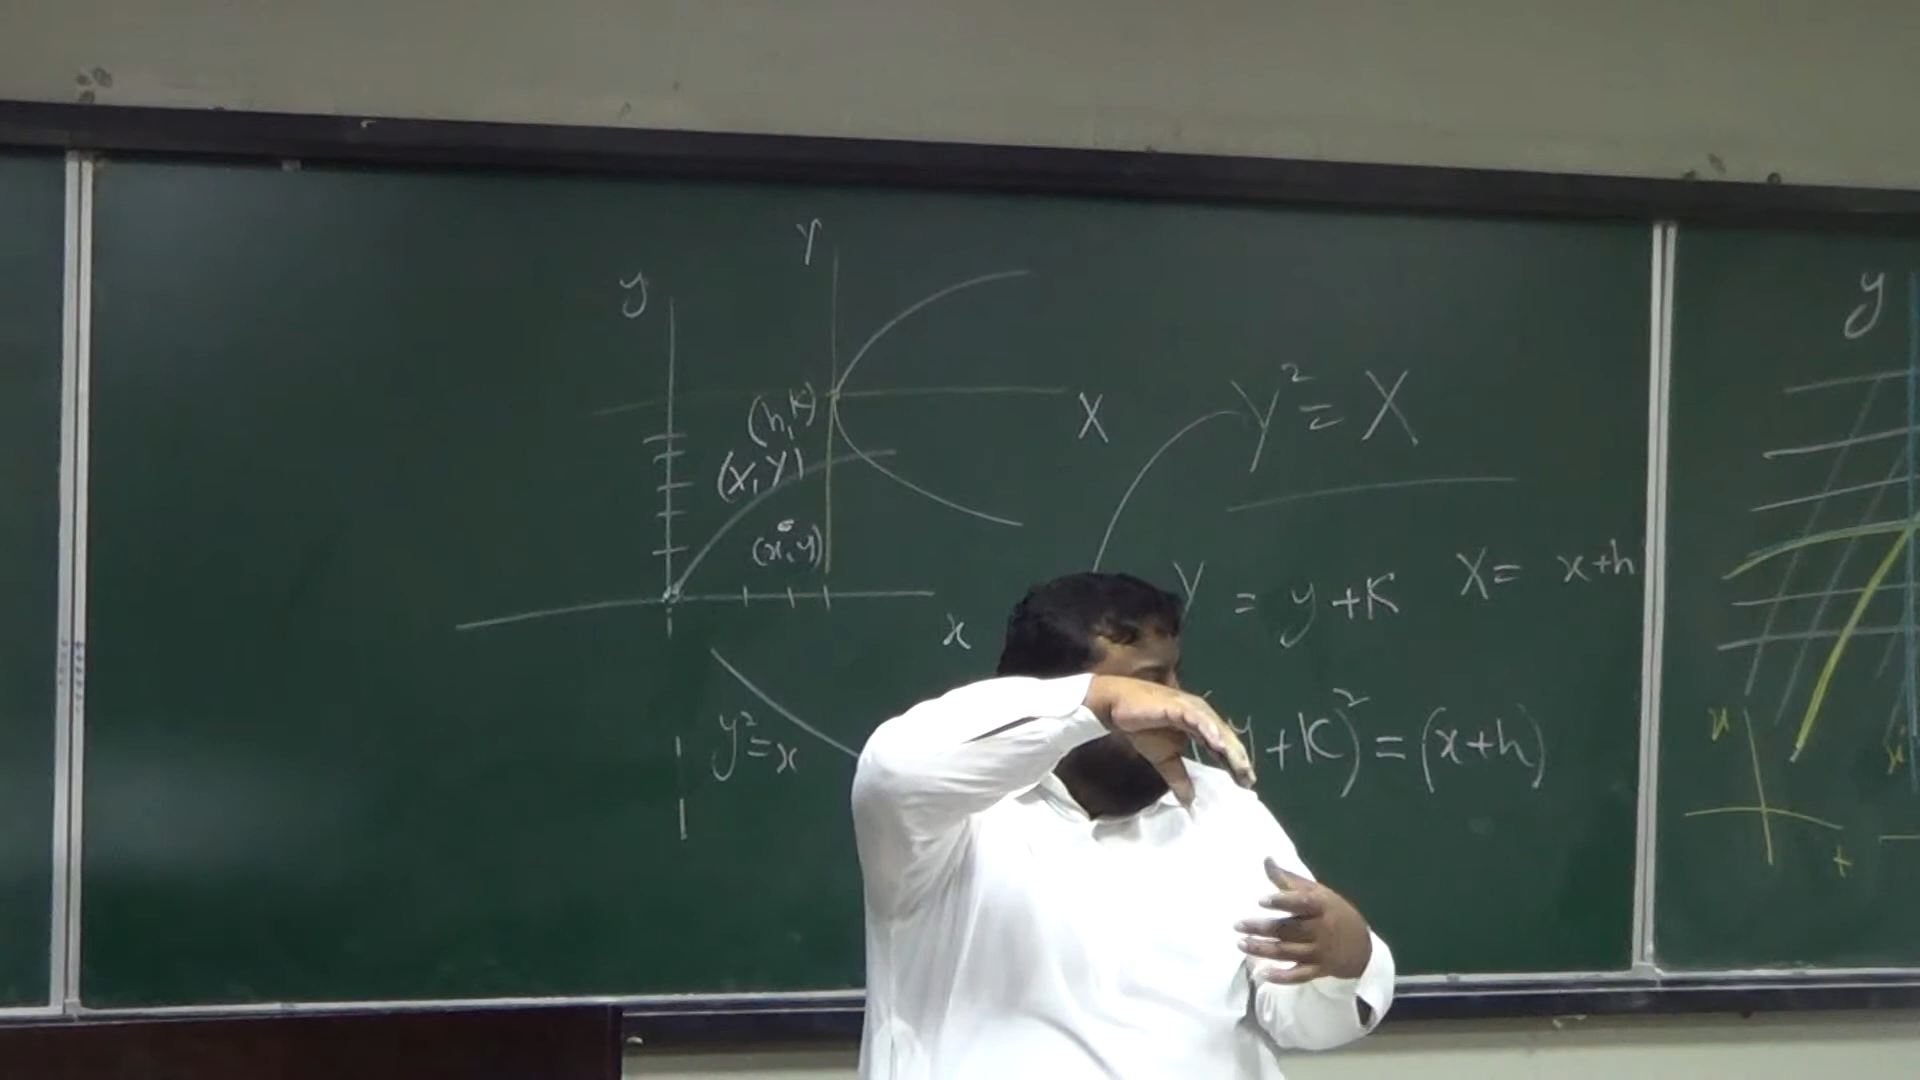 Y
y
(h, K)
X
(X, Y)
(x, y)
x
y² = x
Y² = X
Y = y + K
X = x + h
(y + K)² = (x + h)
y
x